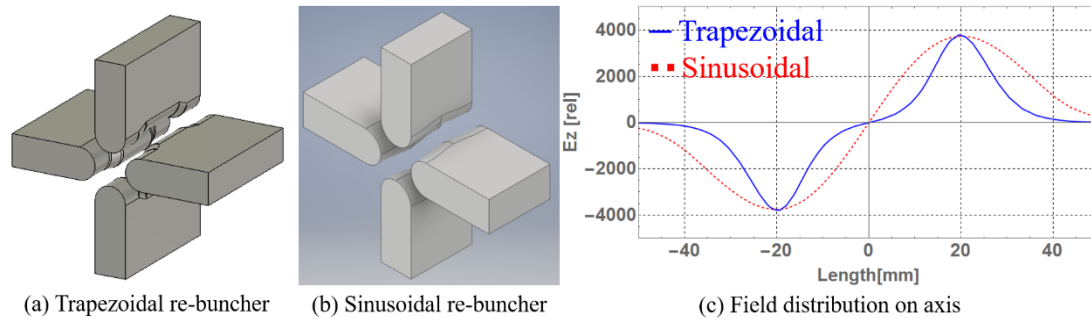 4000
2000
0
−2000
−4000
Ez [rel]
Trapezoidal
Sinusoidal
−40
−20
0
20
40
Length[mm]
(a) Trapezoidal re-buncher
(b) Sinusoidal re-buncher
(c) Field distribution on axis